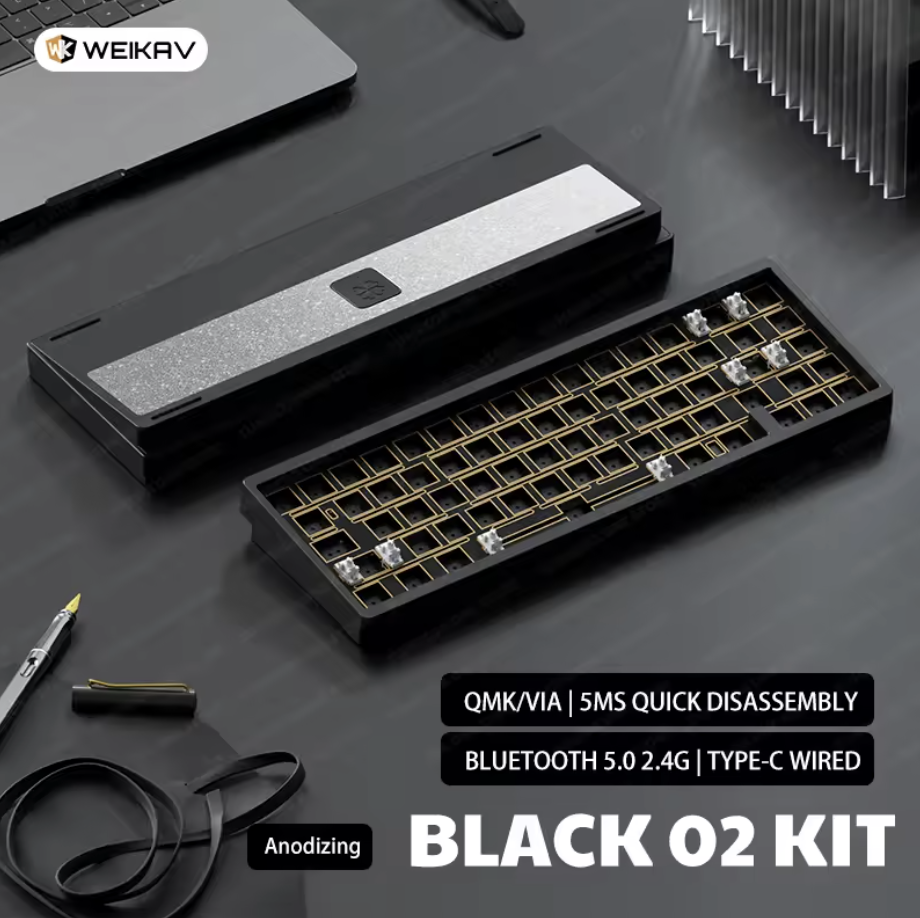 WEIKAV
QMK/VIA | 5MS QUICK DISASSEMBLY
BLUETOOTH 5.0 2.4G | TYPE-C WIRED
Anodizing
BLACK 02 KIT